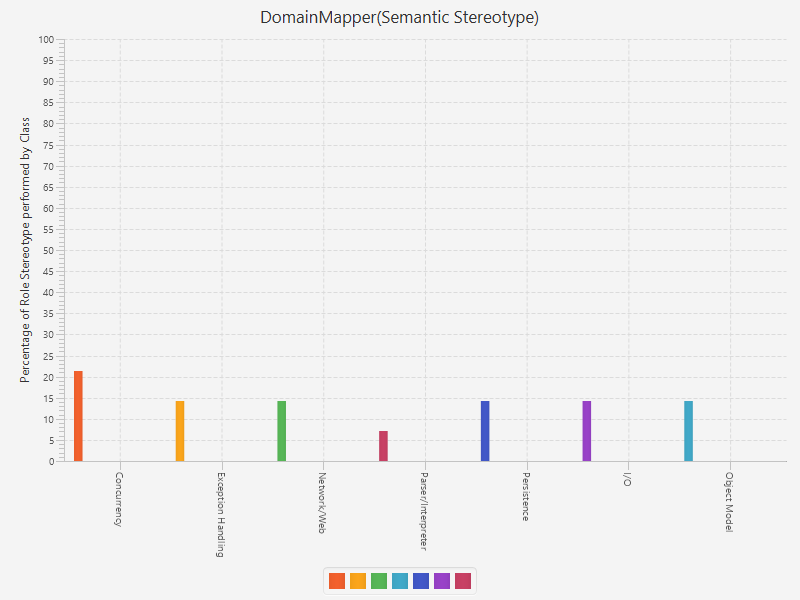 DomainMapper(Semantic Stereotype)
Percentage of Role Stereotype performed by Class
100
95
90
85
80
75
70
65
60
55
50
45
40
35
30
25
20
15
10
5
0
Concurrency
Exception Handling
Network/Web
Parser/Interpreter
Persistence
I/O
Object Model